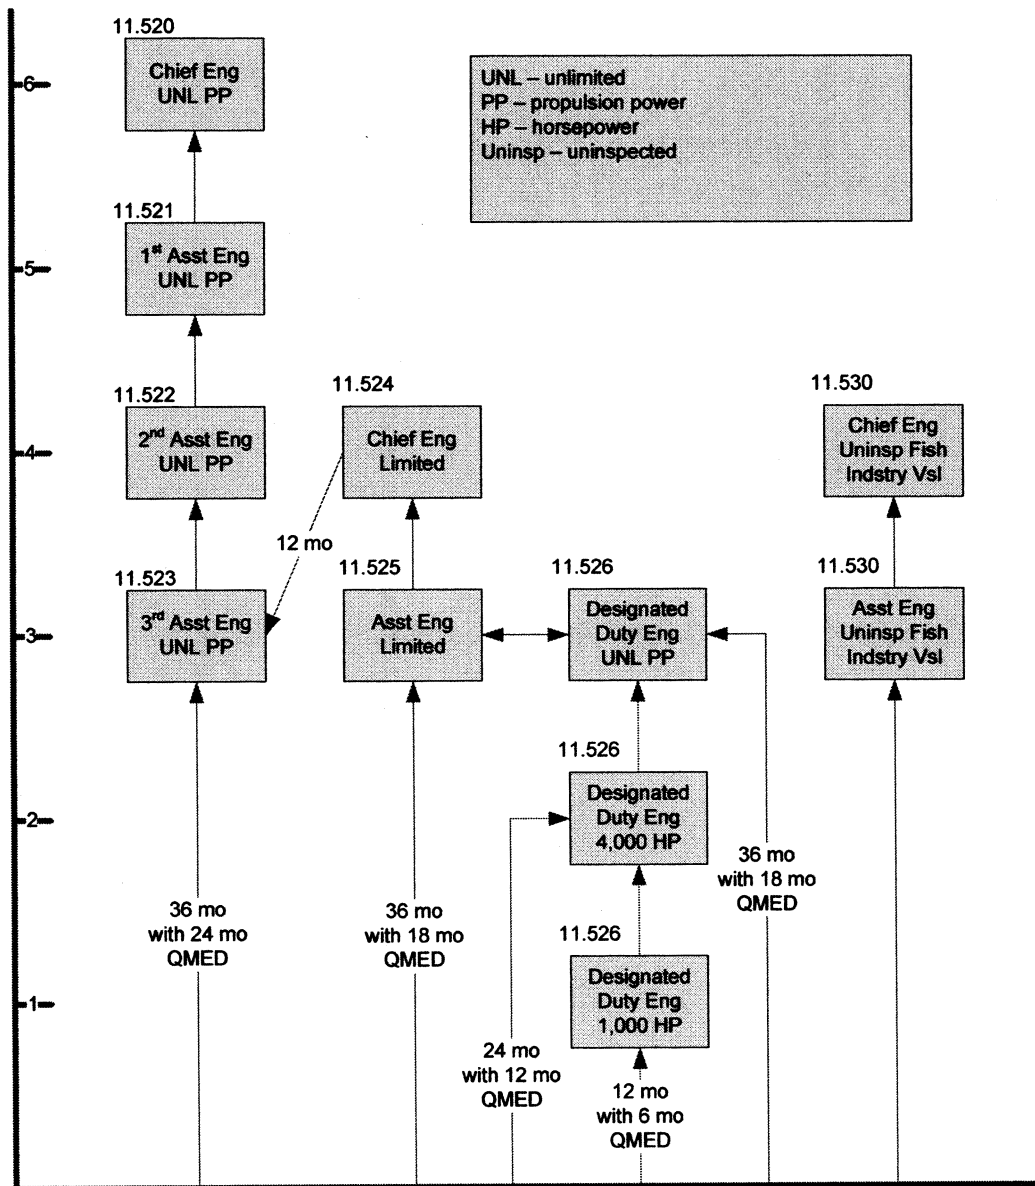 11.520
Chief Eng
UNL PP
UNL – unlimited
PP – propulsion power
HP – horsepower
Uninsp – uninspected
6
11.521
1st Asst Eng
UNL PP
5
11.522
2nd Asst Eng
UNL PP
11.524
Chief Eng
Limited
11.530
Chief Eng
Uninsp Fish
Indstry Vsl
4
12 mo
11.523
3rd Asst Eng
UNL PP
11.525
Asst Eng
Limited
11.526
Designated
Duty Eng
UNL PP
11.530
Asst Eng
Uninsp Fish
Indstry Vsl
3
11.526
Designated
Duty Eng
4,000 HP
2
36 mo
with 24 mo
QMED
36 mo
with 18 mo
QMED
36 mo
with 18 mo
QMED
11.526
Designated
Duty Eng
1,000 HP
1
24 mo
with 12 mo
QMED
12 mo
with 6 mo
QMED